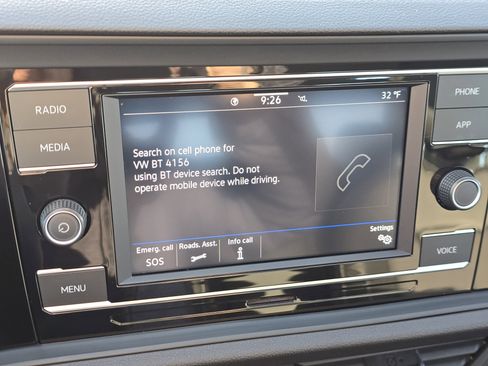 RADIO
MEDIA
MENU
9:26
32 °F
Search on cell phone for
VW BT 4156
using BT device search. Do not
operate mobile device while driving.
Emerg. call
SOS
Roads. Asst.
Info call
Settings
PHONE
APP
VOICE